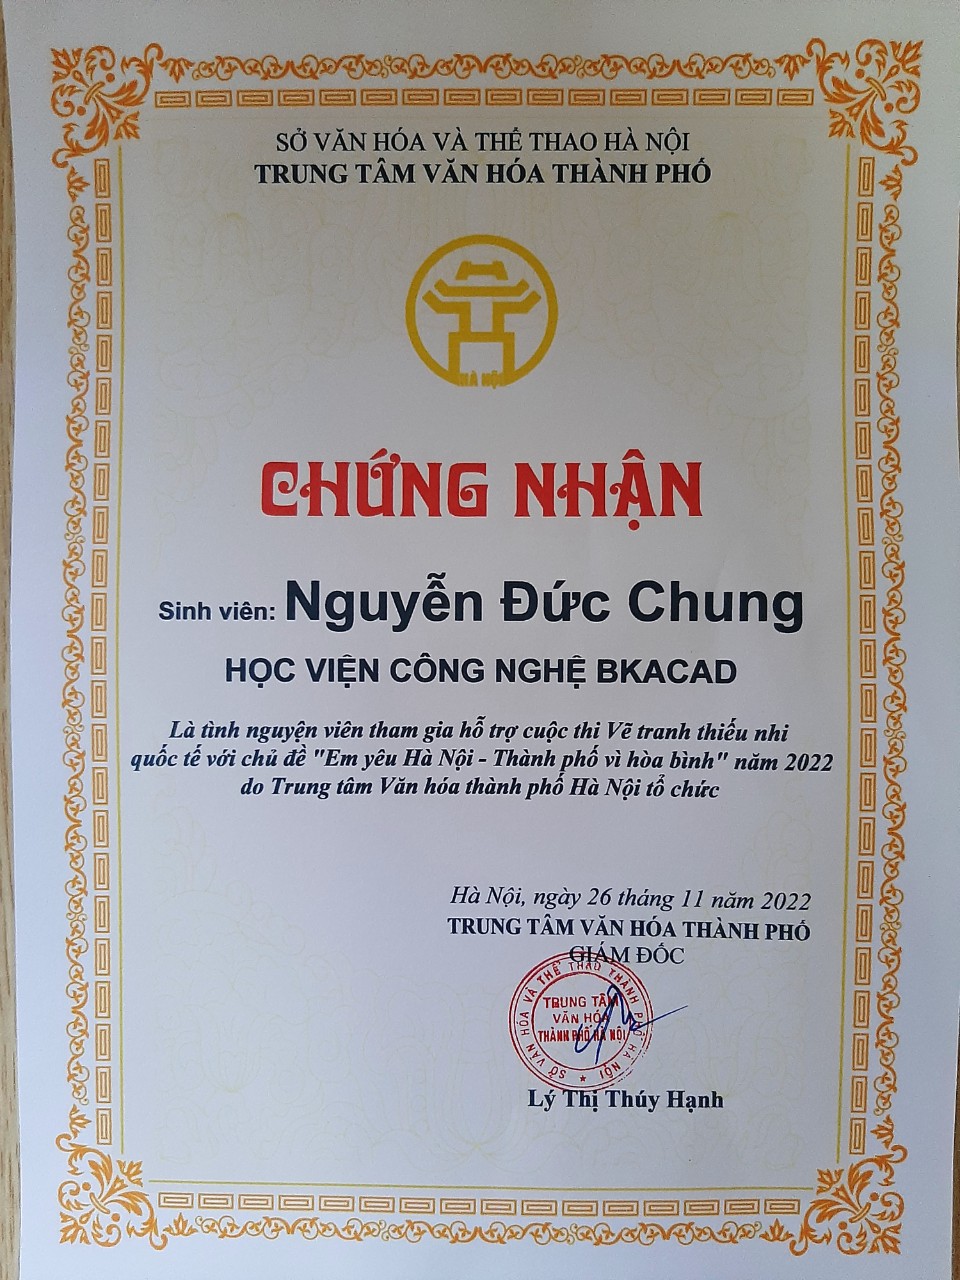 SỞ VĂN HÓA VÀ THỂ THAO HÀ NỘI
TRUNG TÂM VĂN HÓA THÀNH PHỐ
HÀ NỘI
CHỨNG NHẬN
Sinh viên: Nguyễn Đức Chung
HỌC VIỆN CÔNG NGHỆ BKACAD
Là tình nguyện viên tham gia hỗ trợ cuộc thi Vẽ tranh thiếu nhi
quốc tế với chủ đề "Em yêu Hà Nội - Thành phố vì hòa bình" năm 2022
do Trung tâm Văn hóa thành phố Hà Nội tổ chức
Hà Nội, ngày 26 tháng 11 năm 2022
TRUNG TÂM VĂN HÓA THÀNH PHỐ
GIÁM ĐỐC
SỞ VĂN HÓA VÀ THỂ THAO THÀNH PHỐ HÀ NỘI
TRUNG TÂM
VĂN HÓA
THÀNH PHỐ HÀ NỘI
Lý Thị Thúy Hạnh